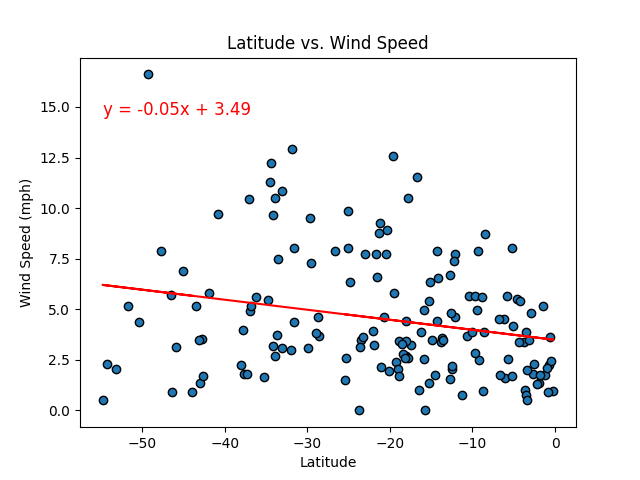 Latitude vs. Wind Speed
y = -0.05x + 3.49
Wind Speed (mph)
15.0
12.5
10.0
7.5
5.0
2.5
0.0
−50 −40 −30 −20 −10 0
Latitude